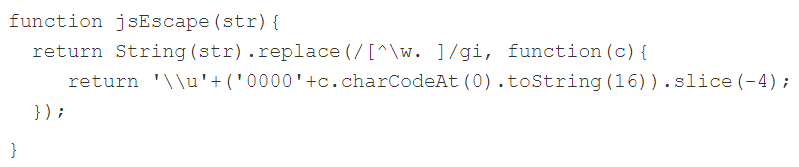 function jsEscape(str){
  return String(str).replace(/[^\w. ]/gi, function(c){
     return '\\u'+('0000'+c.charCodeAt(0).toString(16)).slice(-4);
  });
}